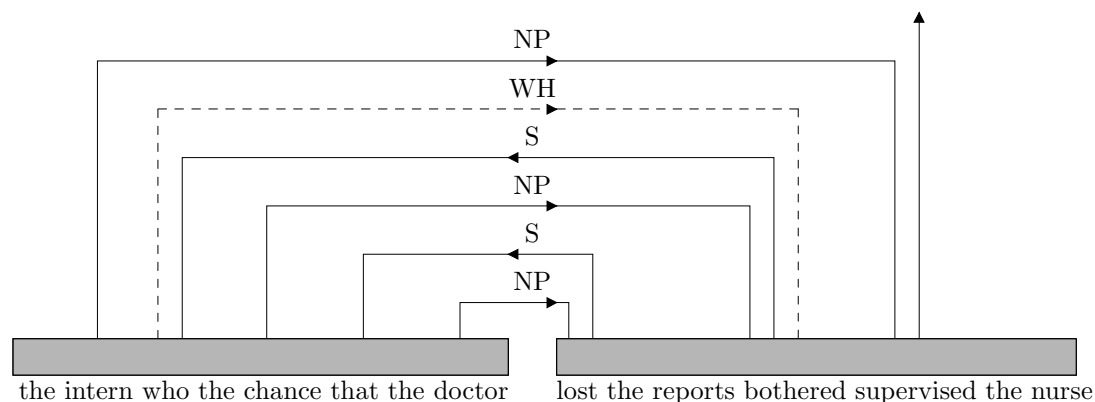 NP
WH
S
NP
S
NP
the intern who the chance that the doctor
lost the reports bothered supervised the nurse